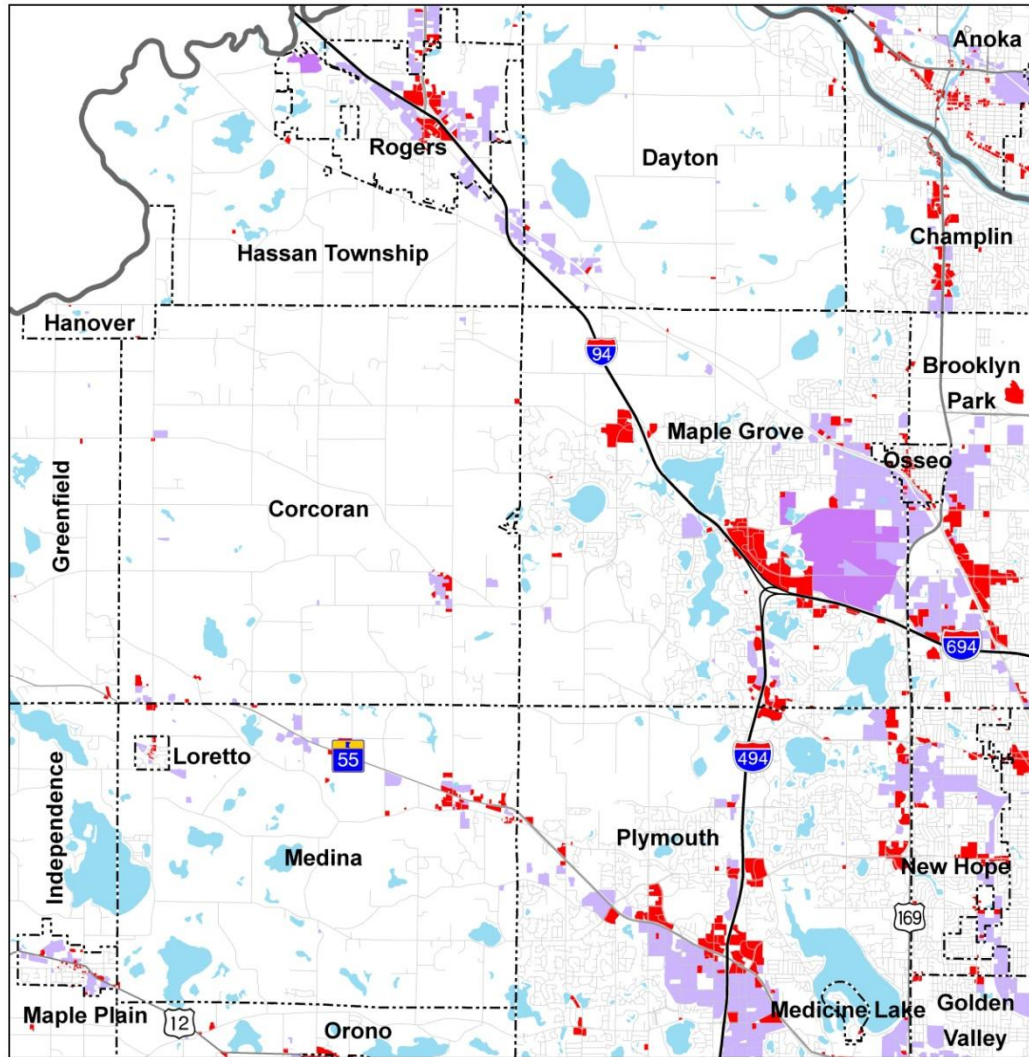 Anoka
Rogers
Dayton
Champlin
Hassan Township
Hanover
94
Brooklyn
Park
Maple Grove
Osseo
Greenfield
Corcoran
694
Loretto
55
494
Independence
Medina
Plymouth
New Hope
169
Maple Plain
12
Orono
Medicine Lake
Golden
Valley